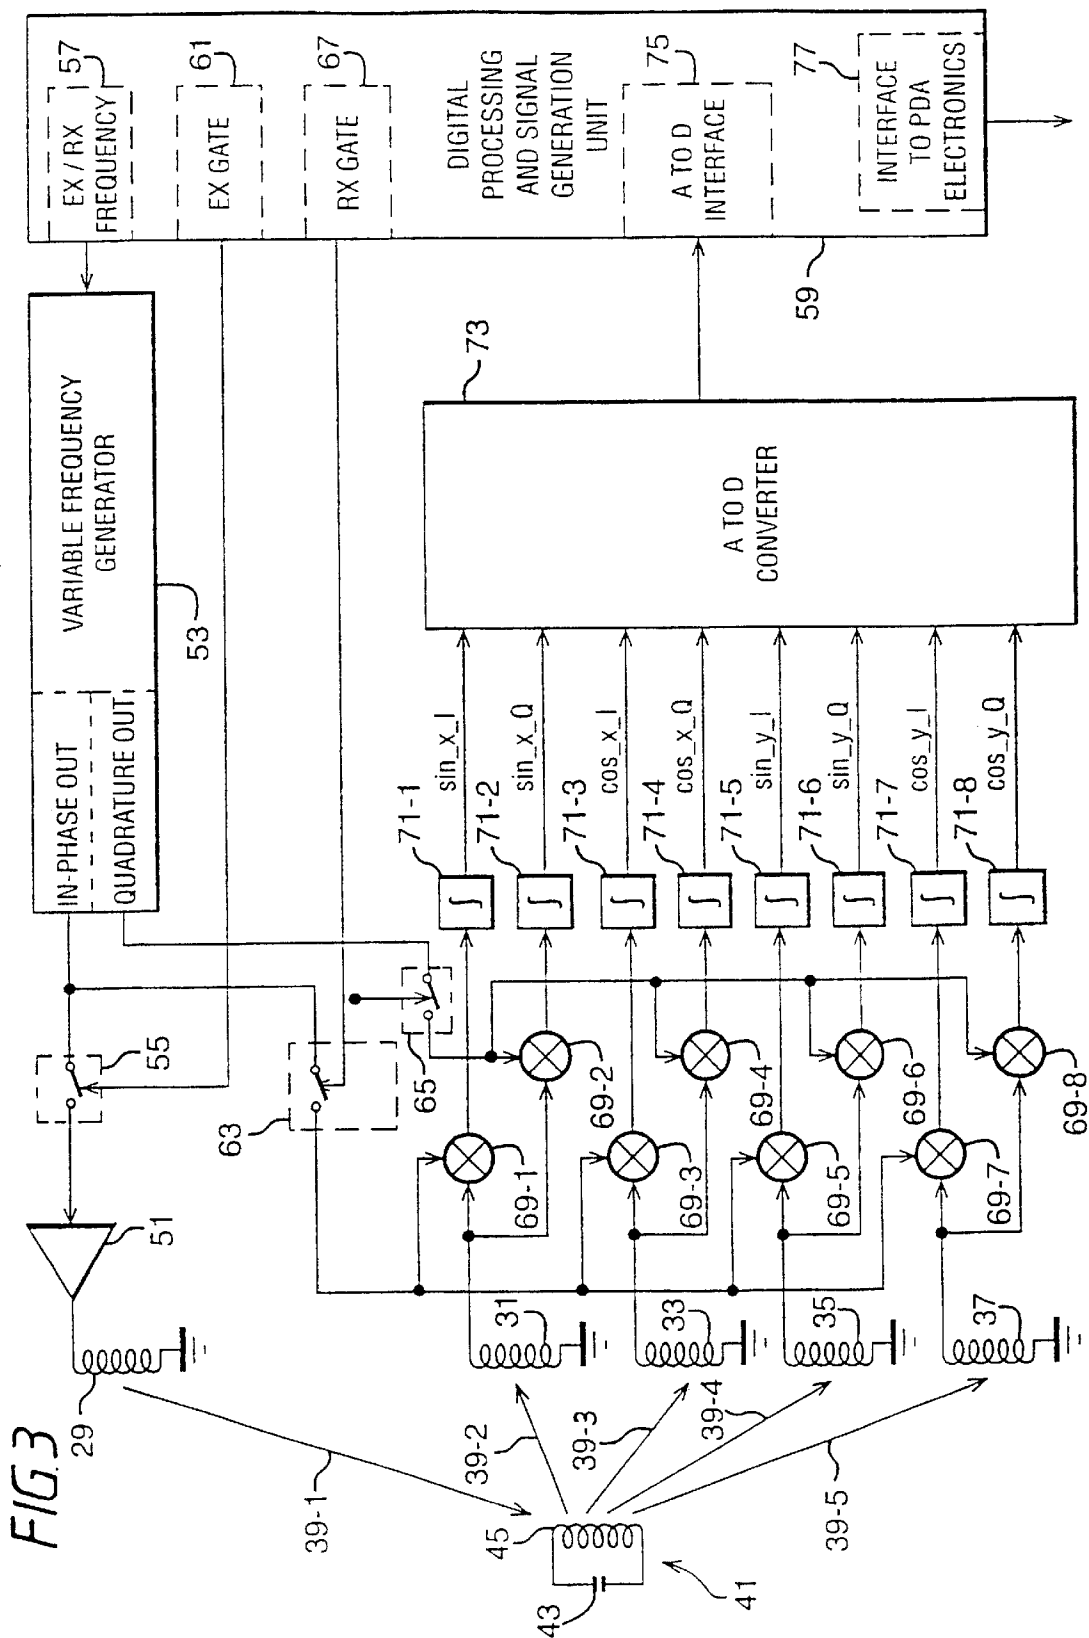 FIG.3
29
51
55
IN-PHASE OUT
QUADRATURE OUT
VARIABLE FREQUENCY
GENERATOR
53
EX / RX
FREQUENCY
57
EX GATE
61
RX GATE
67
DIGITAL
PROCESSING
AND SIGNAL
GENERATION
UNIT
A TO D
INTERFACE
75
INTERFACE
TO PDA
ELECTRONICS
77
59
63
65
39-1
39-2
39-3
39-4
39-5
45
43
41
31
33
35
37
69-1
69-2
69-3
69-4
69-5
69-6
69-7
69-8
∫
∫
∫
∫
∫
∫
∫
∫
71-1
71-2
71-3
71-4
71-5
71-6
71-7
71-8
sin_x_I
sin_x_Q
cos_x_I
cos_x_Q
sin_y_I
sin_y_Q
cos_y_I
cos_y_Q
A TO D
CONVERTER
73